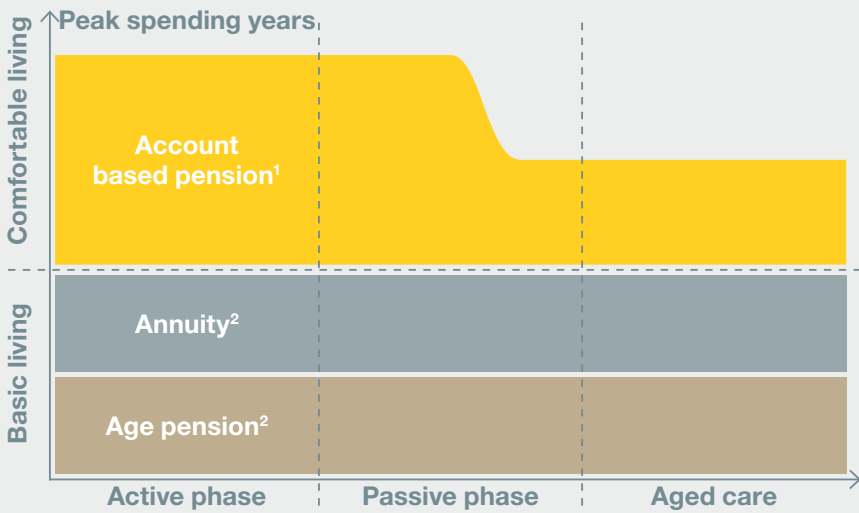 Peak spending years
Comfortable living
Account
based pension¹
Basic living
Annuity²
Age pension²
Active phase
Passive phase
Aged care